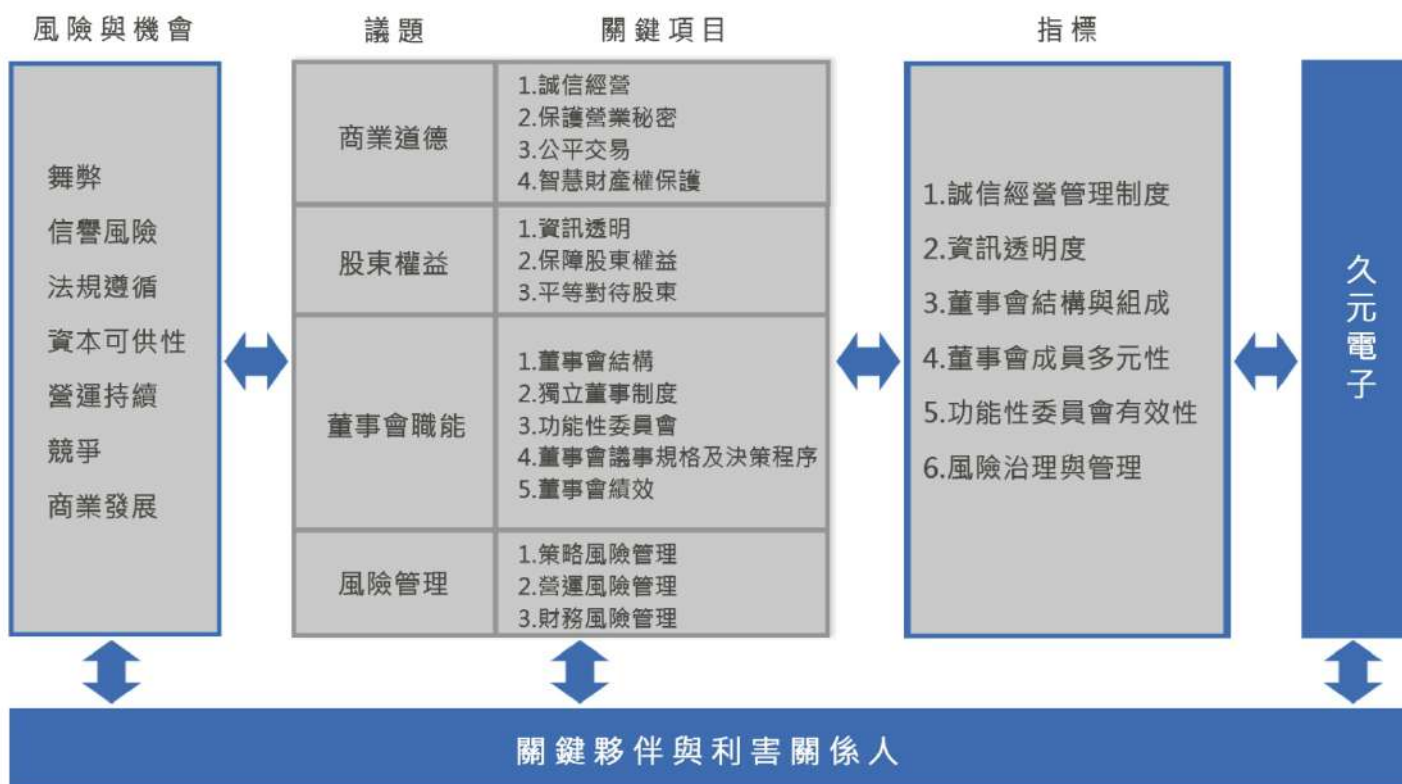 風險與機會
議題
關鍵項目
指標
舞弊
信譽風險
法規遵循
資本可供性
營運持續
競爭
商業發展
商業道德
1.誠信經營
2.保護營業秘密
3.公平交易
4.智慧財產權保護
股東權益
1.資訊透明
2.保障股東權益
3.平等對待股東
董事會職能
1.董事會結構
2.獨立董事制度
3.功能性委員會
4.董事會議事規格及決策程序
5.董事會績效
風險管理
1.策略風險管理
2.營運風險管理
3.財務風險管理
1.誠信經營管理制度
2.資訊透明度
3.董事會結構與組成
4.董事會成員多元性
5.功能性委員會有效性
6.風險治理與管理
久元電子
關鍵夥伴與利害關係人